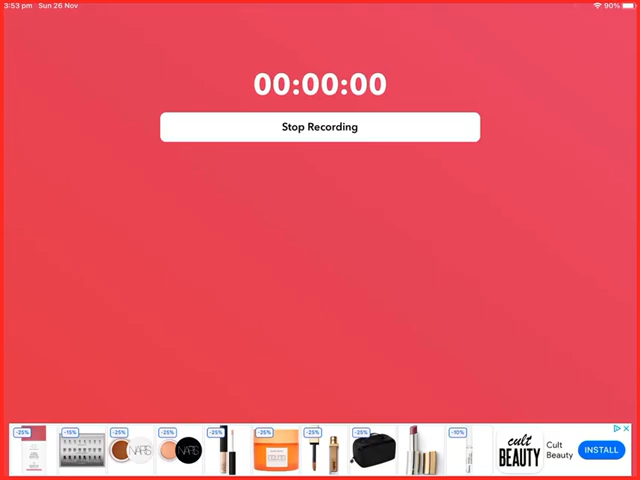 3:53 pm Sun 26 Nov
90%
00:00:00
Stop Recording
-25%
-15%
-25%
-25%
-25%
-25%
-25%
-25%
-10%
NARS
NARS
cult
BEAUTY
Cult
Beauty
INSTALL